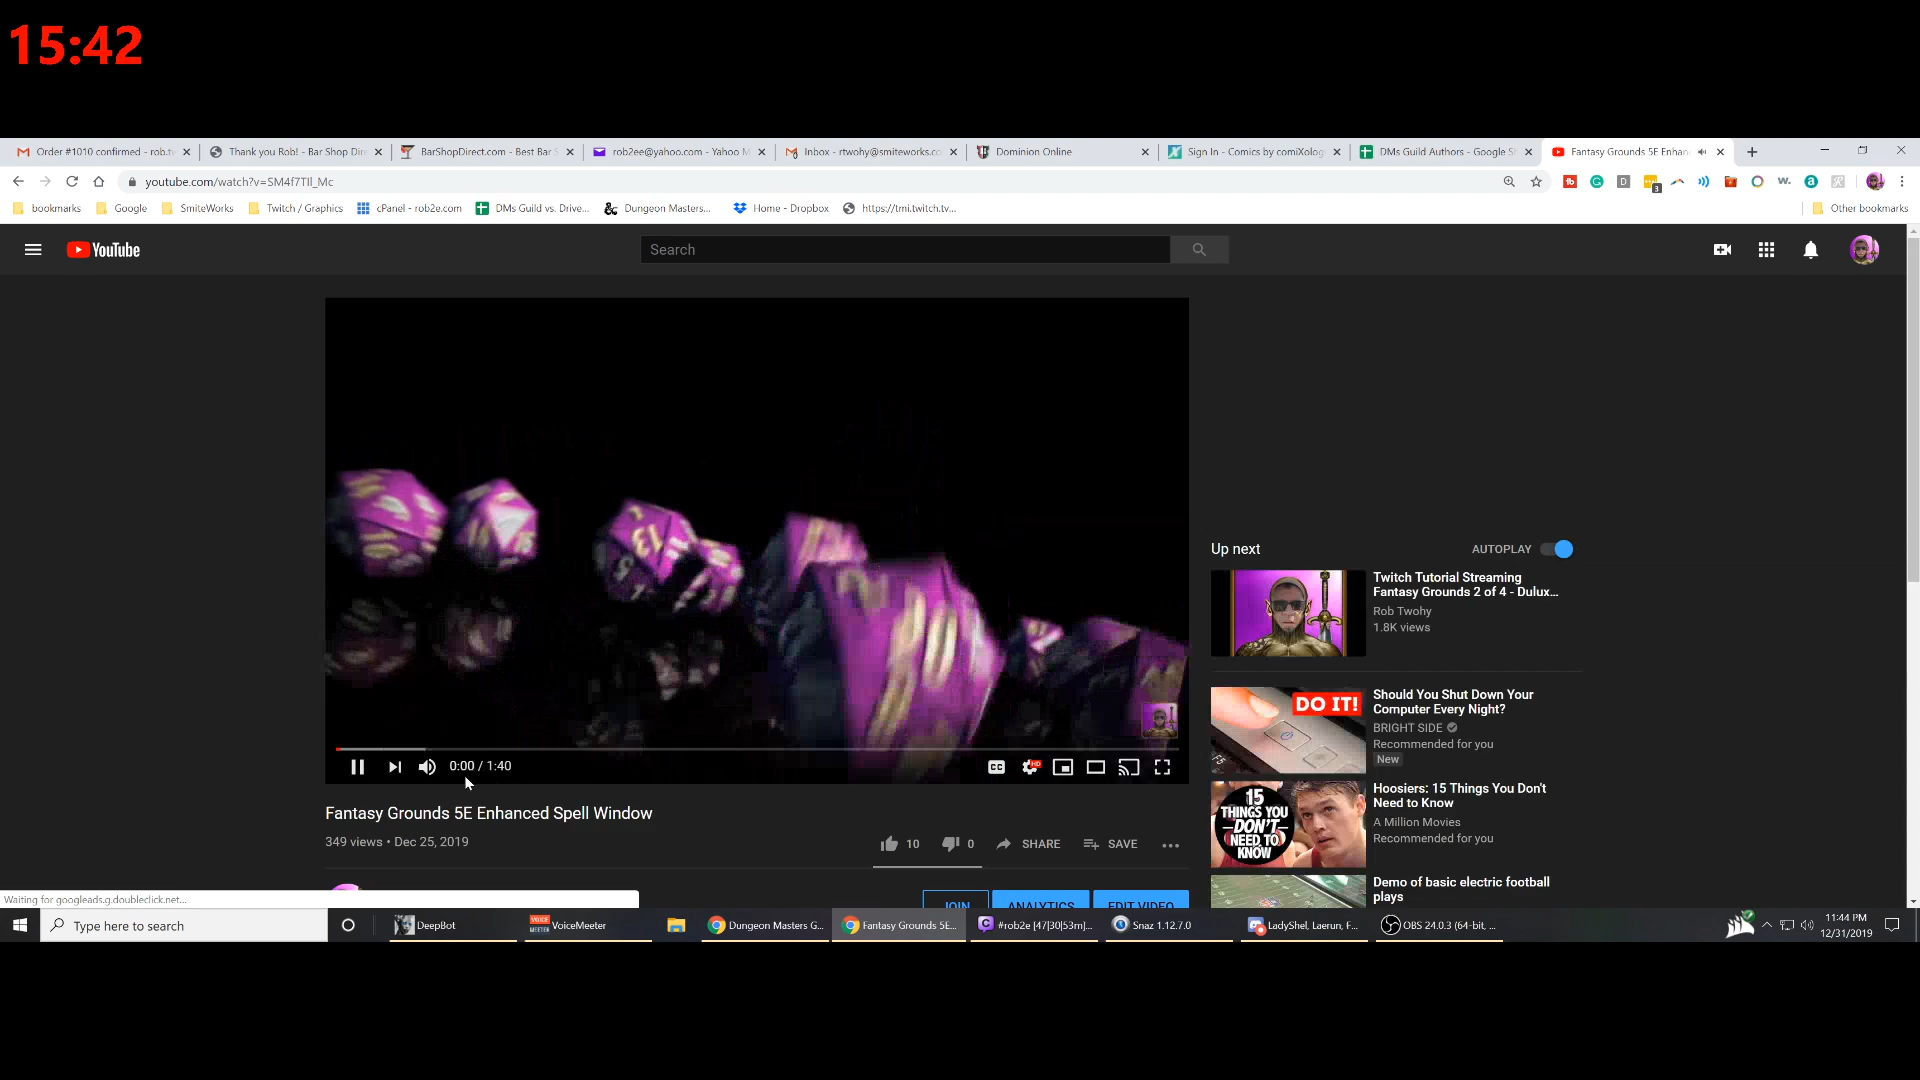 15:42
Order #1010 confirmed - rob.t
Thank you Rob! - Bar Shop Dir
BarShopDirect.com - Best Bar S
rob2ee@yahoo.com - Yahoo M
Inbox - rtwohy@smiteworks.co
Dominion Online
Sign In - Comics by comiXolog
DMs Guild Authors - Google S
Fantasy Grounds 5E Enhan
youtube.com/watch?v=SM4f7TIl_Mc
bookmarks
Google
SmiteWorks
Twitch / Graphics
cPanel - rob2e.com
DMs Guild vs. Drive...
Dungeon Masters...
Home - Dropbox
https://tmi.twitch.tv...
Other bookmarks
YouTube
Search
0:00 / 1:40
CC
HD
Fantasy Grounds 5E Enhanced Spell Window
349 views • Dec 25, 2019
10
0
SHARE
SAVE
JOIN
ANALYTICS
EDIT VIDEO
Up next
AUTOPLAY
Twitch Tutorial Streaming
Fantasy Grounds 2 of 4 - Dulux...
Rob Twohy
1.8K views
DO IT!
Should You Shut Down Your
Computer Every Night?
BRIGHT SIDE
Recommended for you
New
15
THINGS YOU
DON'T
NEED TO
KNOW
Hoosiers: 15 Things You Don't
Need to Know
A Million Movies
Recommended for you
Demo of basic electric football
plays
Waiting for googleads.g.doubleclick.net...
Type here to search
DeepBot
VoiceMeeter
Dungeon Masters G...
Fantasy Grounds 5E...
#rob2e [47|30|53m]...
Snaz 1.12.7.0
LadyShel, Laerun, F...
OBS 24.0.3 (64-bit, ...
11:44 PM
12/31/2019